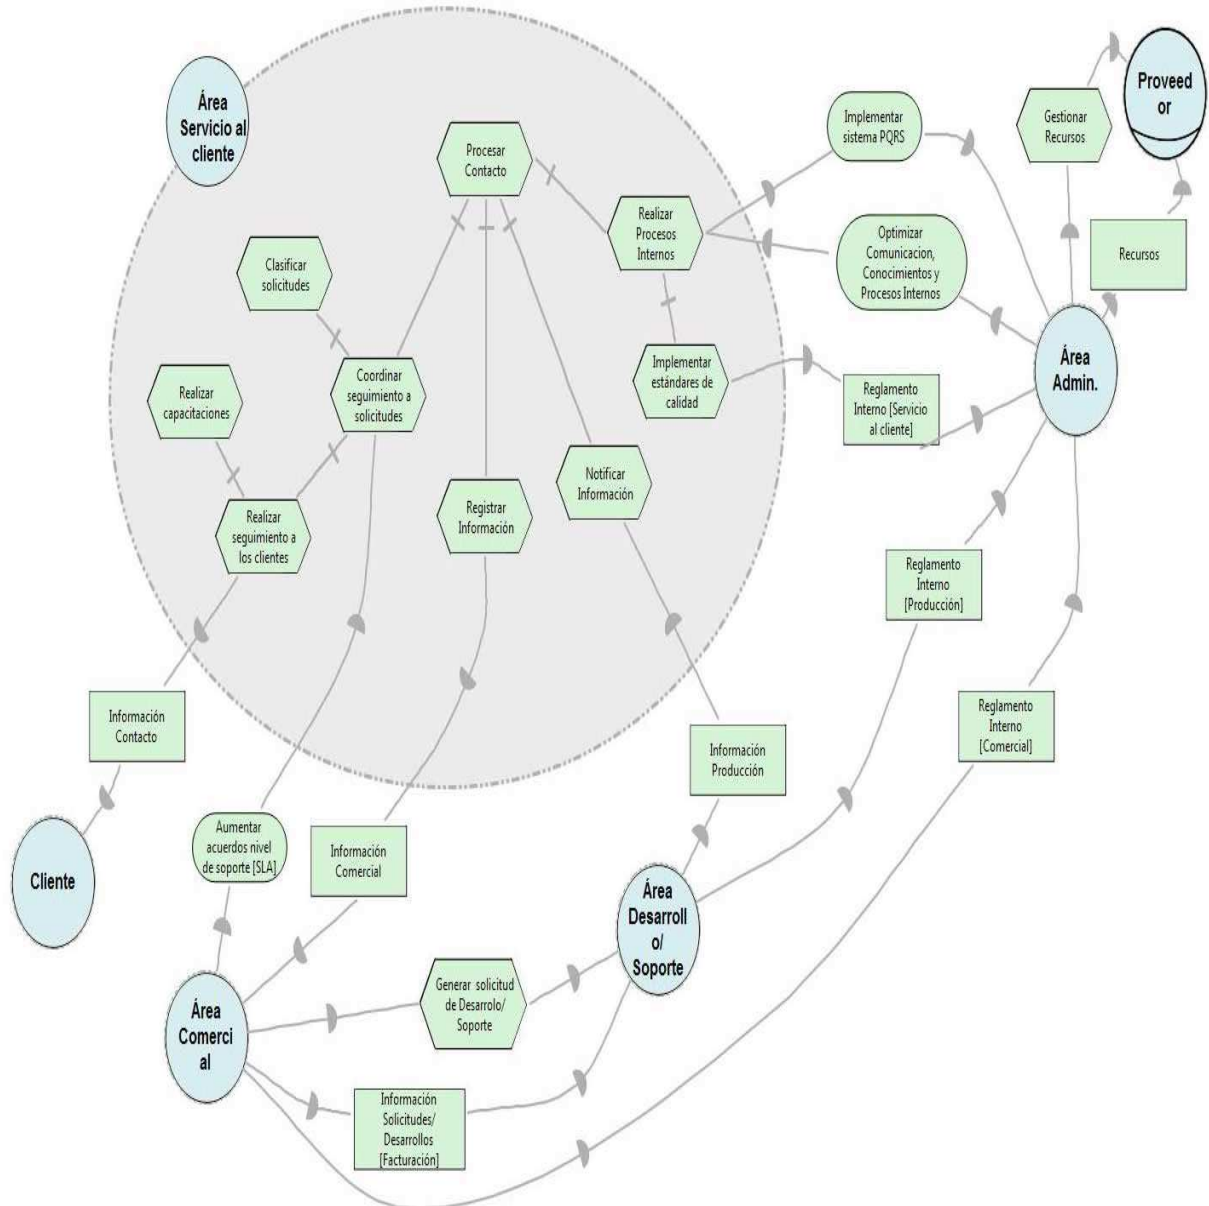 Área
Servicio al
cliente
Procesar
Contacto
Implementar
sistema PQRS
Gestionar
Recursos
Proveed
or
Realizar
Procesos
Internos
Optimizar
Comunicacion,
Conocimientos y
Procesos Internos
Recursos
Clasificar
solicitudes
Realizar
capacitaciones
Coordinar
seguimiento a
solicitudes
Implementar
estándares de
calidad
Reglamento
Interno [Servicio
al cliente]
Área
Admin.
Realizar
seguimiento a
los clientes
Registrar
Información
Notificar
Información
Reglamento
Interno
[Producción]
Información
Contacto
Información
Producción
Reglamento
Interno
[Comercial]
Cliente
Aumentar
acuerdos nivel
de soporte [SLA]
Información
Comercial
Área
Desarroll
o/
Soporte
Área
Comerci
al
Generar solicitud
de Desarrolo/
Soporte
Información
Solicitudes/
Desarrollos
[Facturación]